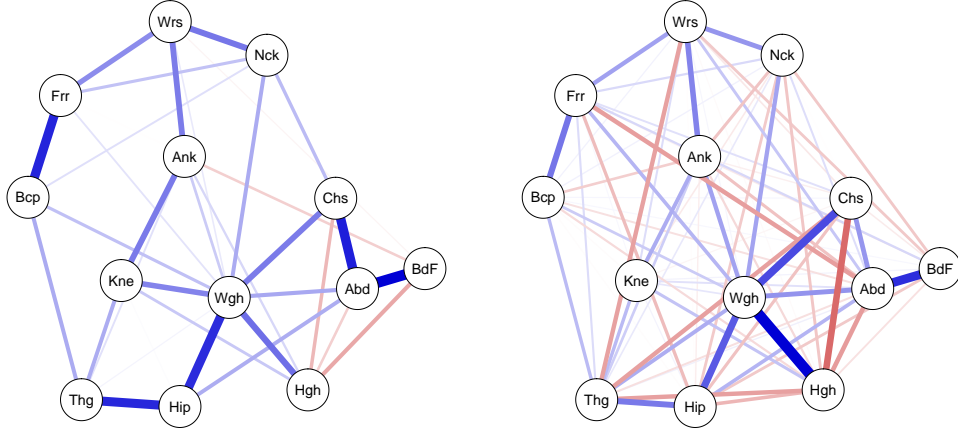 Wrs
Nck
Frr
Ank
Bcp
Chs
BdF
Kne
Wgh
Abd
Thg
Hip
Hgh
Wrs
Nck
Frr
Ank
Bcp
Chs
BdF
Kne
Wgh
Abd
Thg
Hip
Hgh